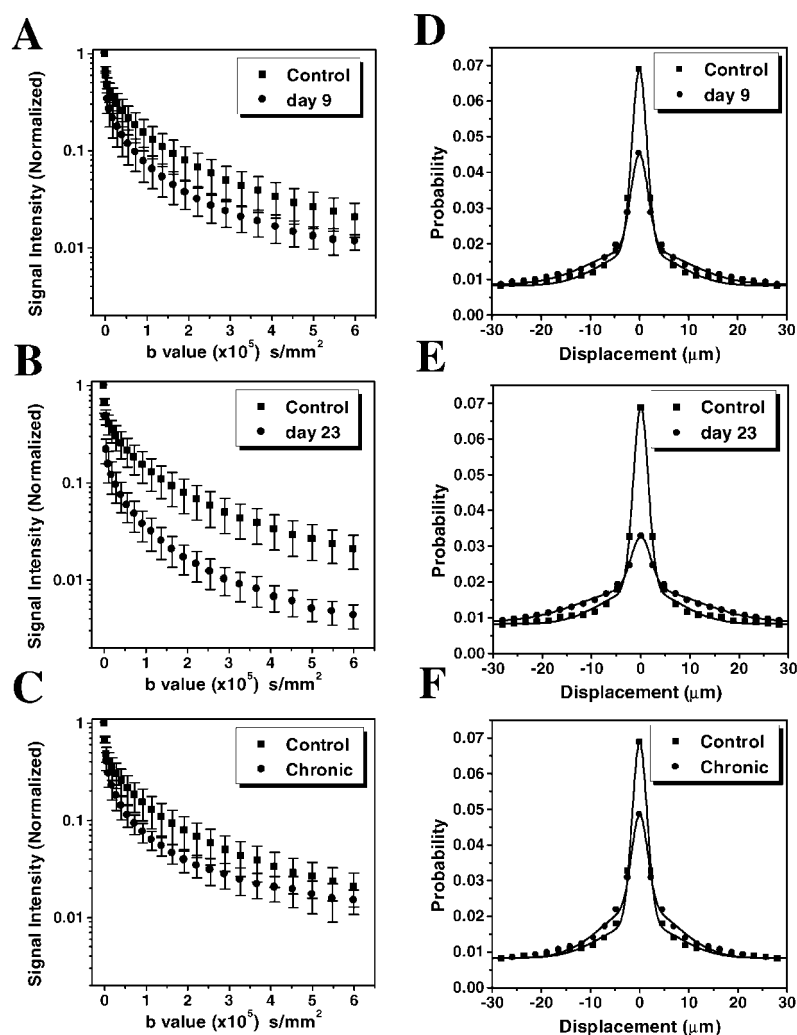 A
Signal Intensity (Normalized)
1
0.1
0.01
Control
day 9
0 1 2 3 4 5 6
b value (x10⁵) s/mm²
D
Probability
0.07
0.06
0.05
0.04
0.03
0.02
0.01
0.00
Control
day 9
-30 -20 -10 0 10 20 30
Displacement (μm)
B
Signal Intensity (Normalized)
1
0.1
0.01
Control
day 23
0 1 2 3 4 5 6
b value (x10⁵) s/mm²
E
Probability
0.07
0.06
0.05
0.04
0.03
0.02
0.01
0.00
Control
day 23
-30 -20 -10 0 10 20 30
Displacement (μm)
C
Signal Intensity (Normalized)
1
0.1
0.01
Control
Chronic
0 1 2 3 4 5 6
b value (x10⁵) s/mm²
F
Probability
0.07
0.06
0.05
0.04
0.03
0.02
0.01
0.00
Control
Chronic
-30 -20 -10 0 10 20 30
Displacement (μm)